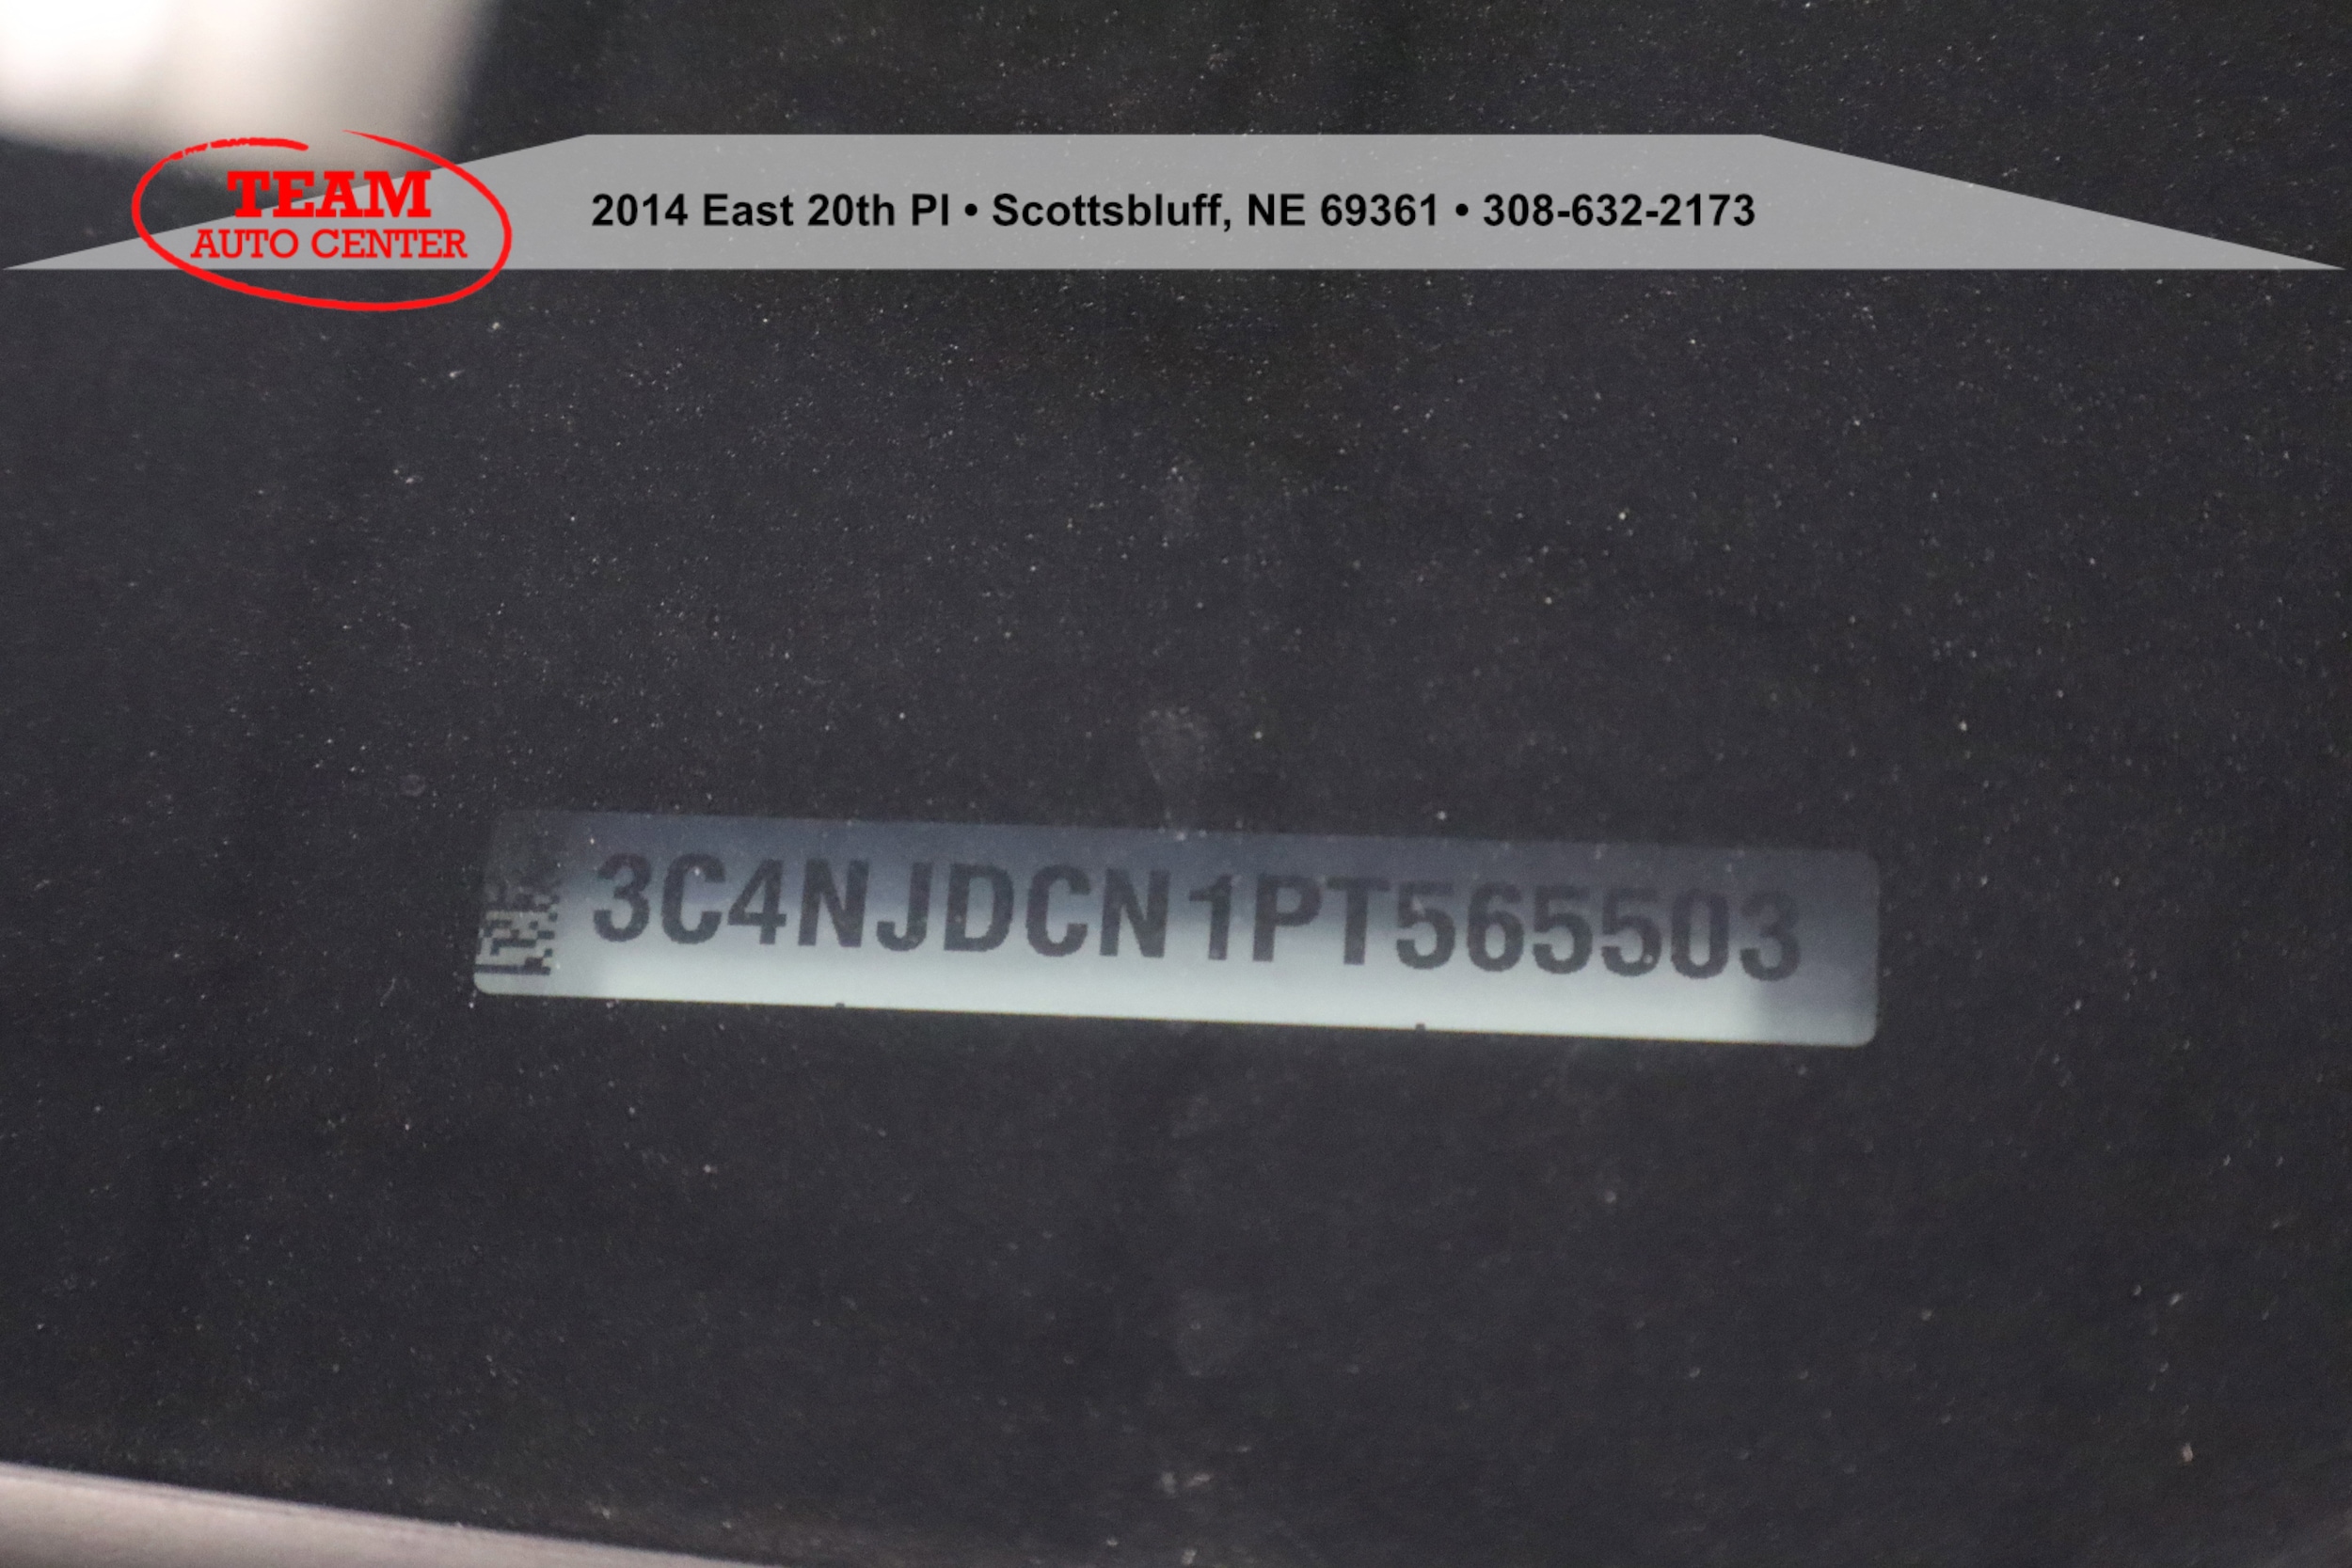 TEAM
AUTO CENTER
2014 East 20th Pl • Scottsbluff, NE 69361 • 308-632-2173
3C4NJDCN1PT565503